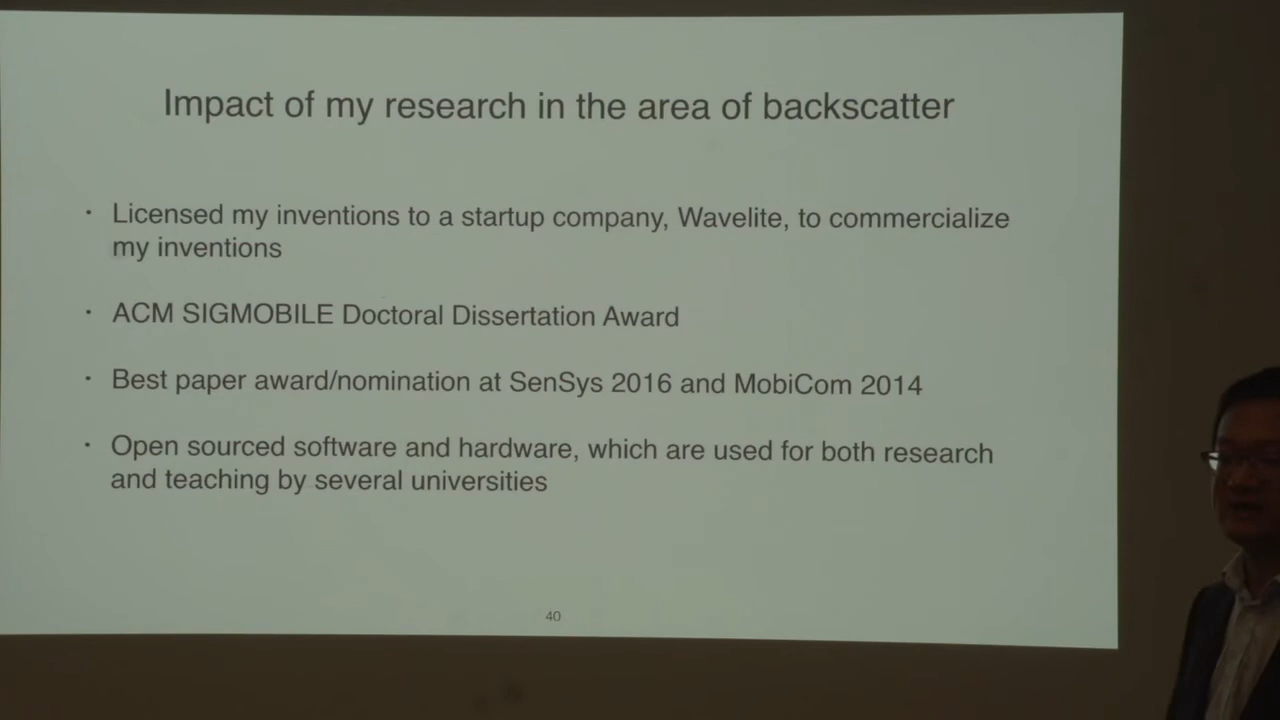 Impact of my research in the area of backscatter
· Licensed my inventions to a startup company, Wavelite, to commercialize
my inventions
· ACM SIGMOBILE Doctoral Dissertation Award
· Best paper award/nomination at SenSys 2016 and MobiCom 2014
· Open sourced software and hardware, which are used for both research
and teaching by several universities
40